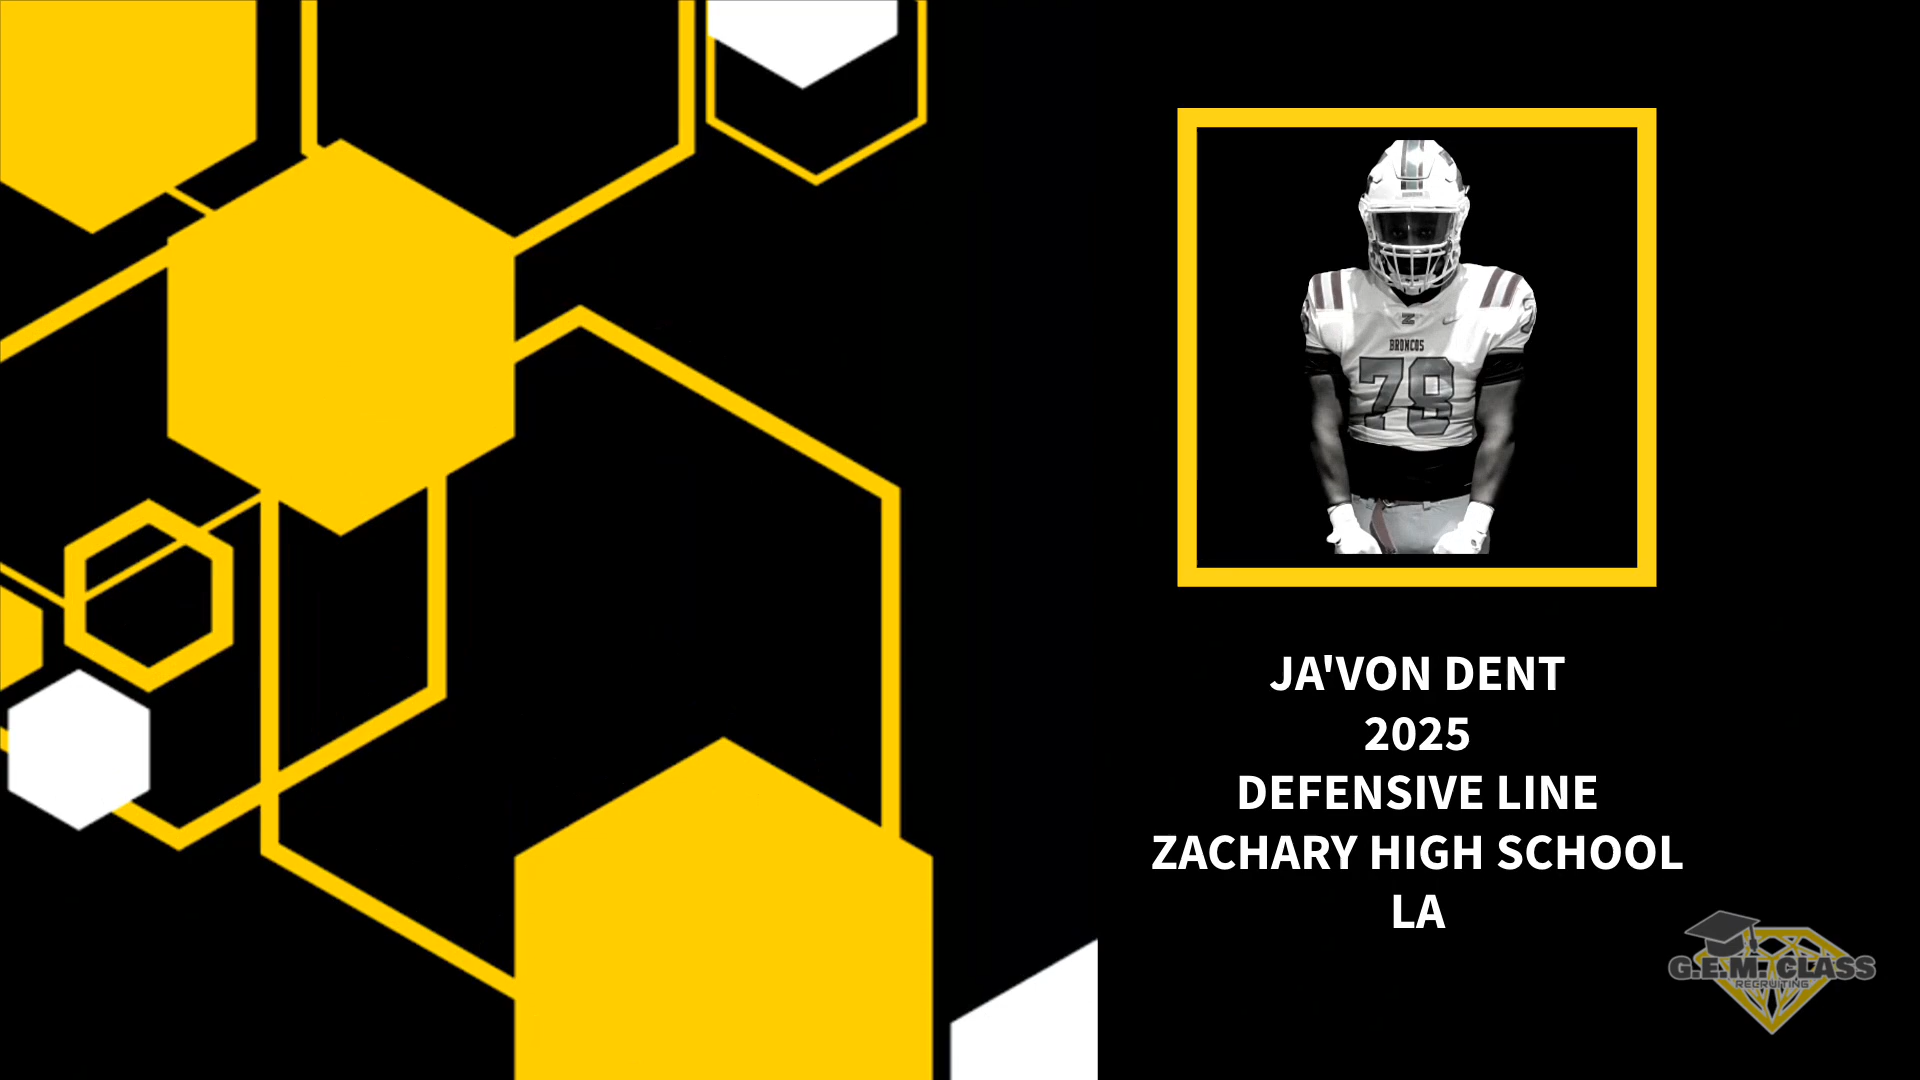 Z
BRONCOS
78
JA'VON DENT
2025
DEFENSIVE LINE
ZACHARY HIGH SCHOOL
LA
G.E.M. CLASS
RECRUITING